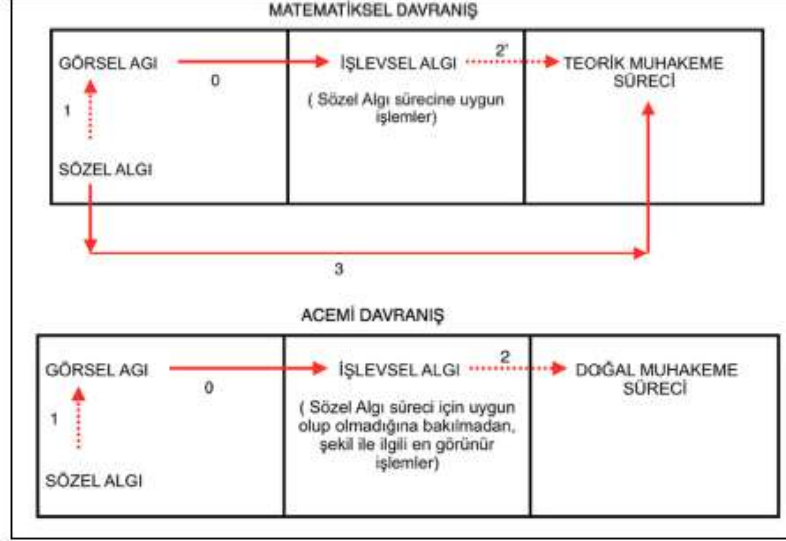 MATEMATİKSEL DAVRANIŞ
GÖRSEL AGI
0
İŞLEVSEL ALGI
2'
TEORİK MUHAKEME
SÜRECİ
( Sözel Algı sürecine uygun
işlemler)
1
SÖZEL ALGI
3
ACEMİ DAVRANIŞ
GÖRSEL AGI
0
İŞLEVSEL ALGI
2
DOĞAL MUHAKEME
SÜRECİ
( Sözel Algı süreci için uygun
olup olmadığına bakılmadan,
şekil ile ilgili en görünür
işlemler)
1
SÖZEL ALGI